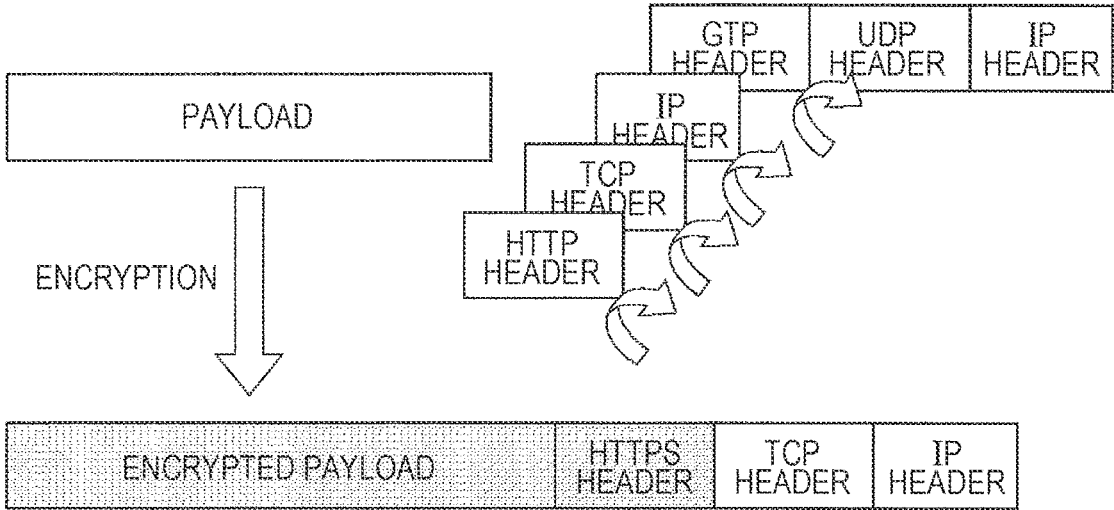 GTP
HEADER
UDP
HEADER
IP
HEADER
PAYLOAD
IP
HEADER
TCP
HEADER
HTTP
HEADER
ENCRYPTION
ENCRYPTED PAYLOAD
HTTPS
HEADER
TCP
HEADER
IP
HEADER